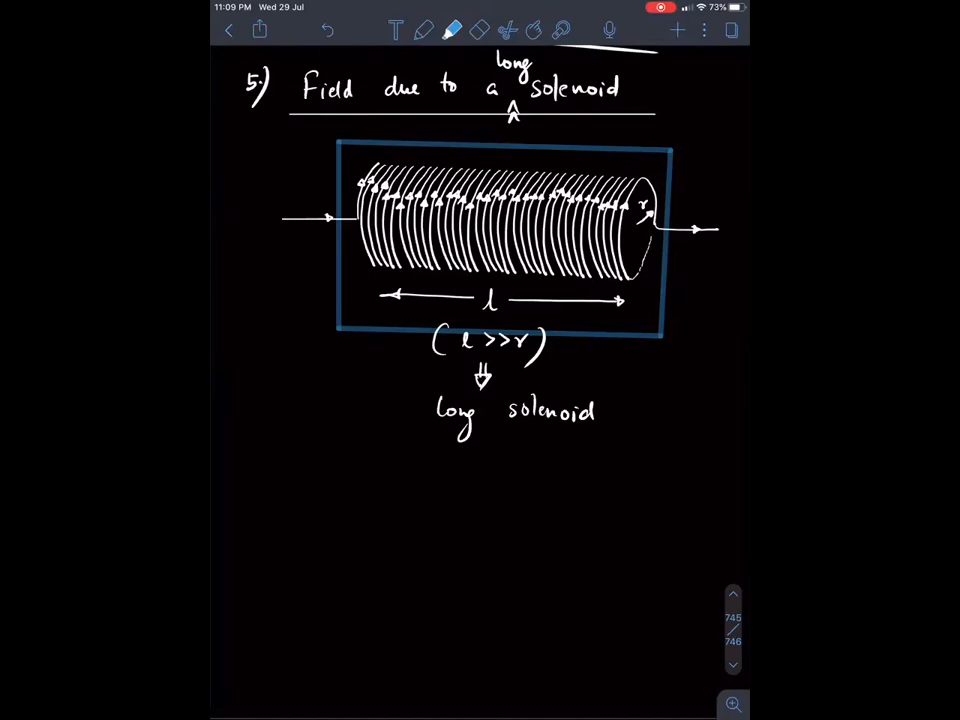 11:09 PM Wed 29 Jul 73%
long
5.) Field due to a ^ solenoid
r
l
( l >> r )
⇓
long solenoid
745
/
746